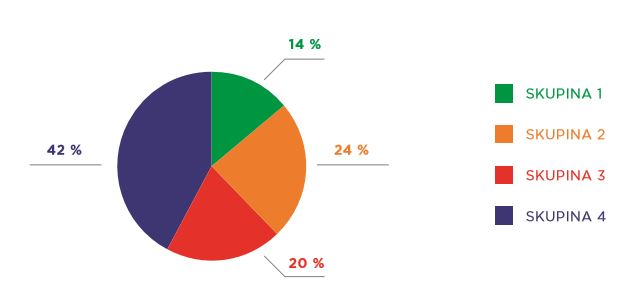 14 %
42 %
24 %
20 %
SKUPINA 1
SKUPINA 2
SKUPINA 3
SKUPINA 4